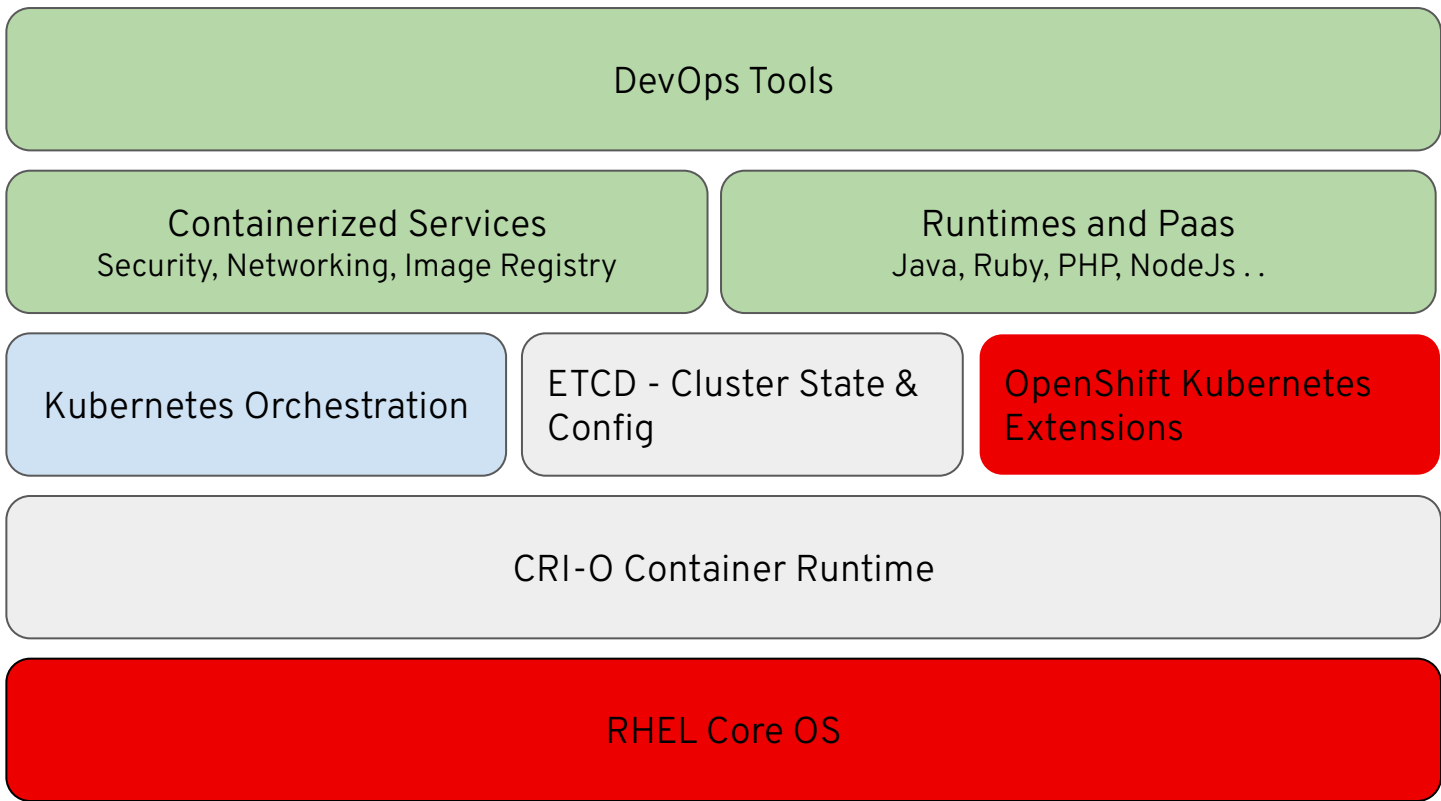 DevOps Tools
Containerized Services
Security, Networking, Image Registry
Runtimes and Paas
Java, Ruby, PHP, NodeJs . .
Kubernetes Orchestration
ETCD - Cluster State &
Config
OpenShift Kubernetes
Extensions
CRI-O Container Runtime
RHEL Core OS